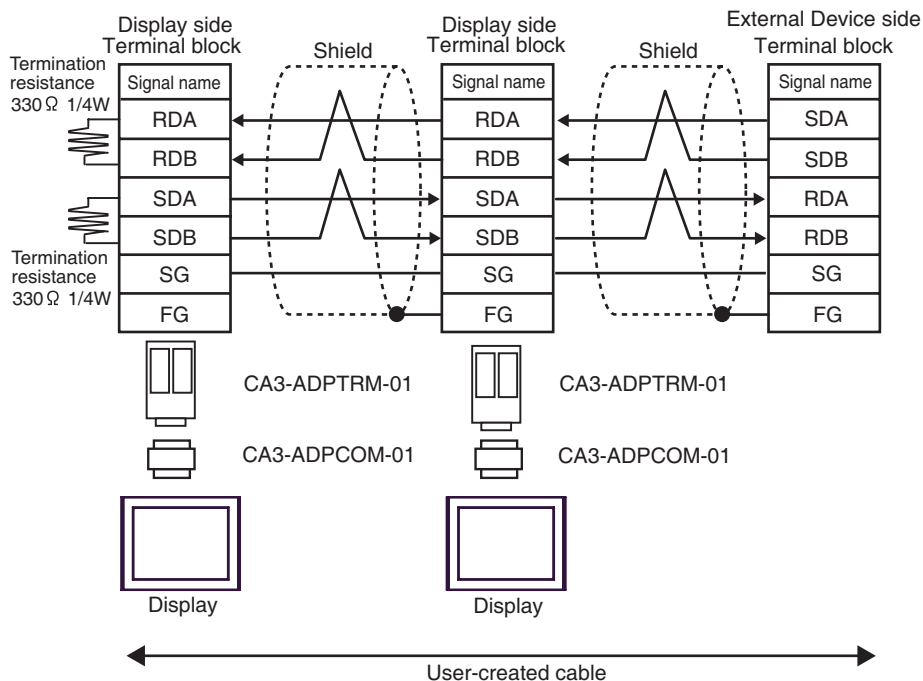 Display side
Terminal block
Display side
Terminal block
External Device side
Terminal block
Shield
Shield
Termination
resistance
330Ω 1/4W
Signal name
RDA
RDB
SDA
SDB
SG
FG
Signal name
RDA
RDB
SDA
SDB
SG
FG
Signal name
SDA
SDB
RDA
RDB
SG
FG
Termination
resistance
330Ω 1/4W
CA3-ADPTRM-01
CA3-ADPTRM-01
CA3-ADPCOM-01
CA3-ADPCOM-01
Display
Display
User-created cable